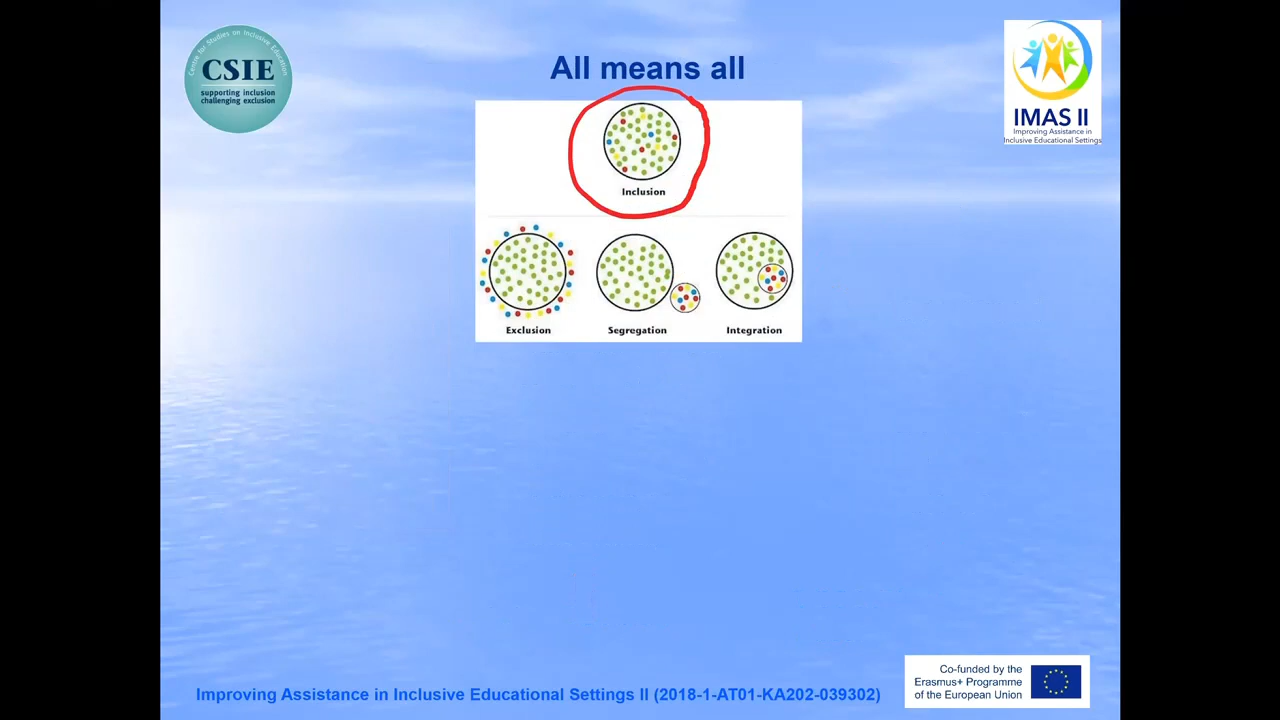 Centre for Studies on Inclusive Education
CSIE
supporting inclusion
challenging exclusion
All means all
IMAS II
Improving Assistance in
Inclusive Educational Settings
Inclusion
Exclusion
Segregation
Integration
Improving Assistance in Inclusive Educational Settings II (2018-1-AT01-KA202-039302)
Co-funded by the
Erasmus+ Programme
of the European Union